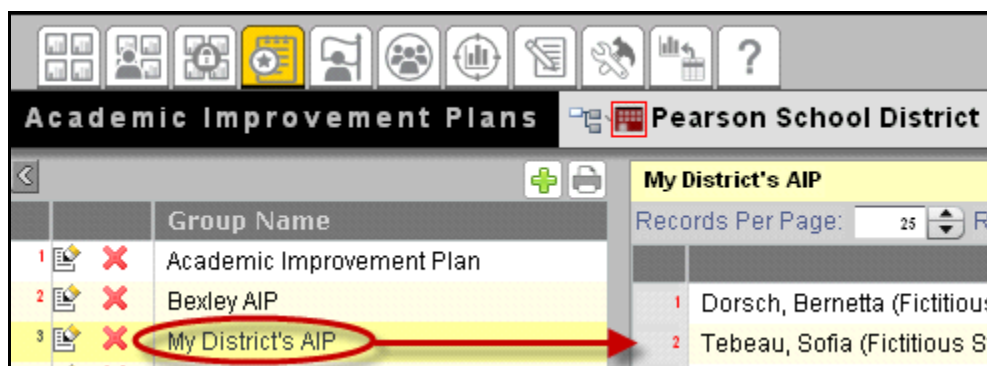 ?
Academic Improvement Plans
Pearson School District
Group Name
1 Academic Improvement Plan
2 Bexley AIP
3 My District's AIP
My District's AIP
Records Per Page: 25 R
1 Dorsch, Bernetta (Fictitious
2 Tebeau, Sofia (Fictitious S